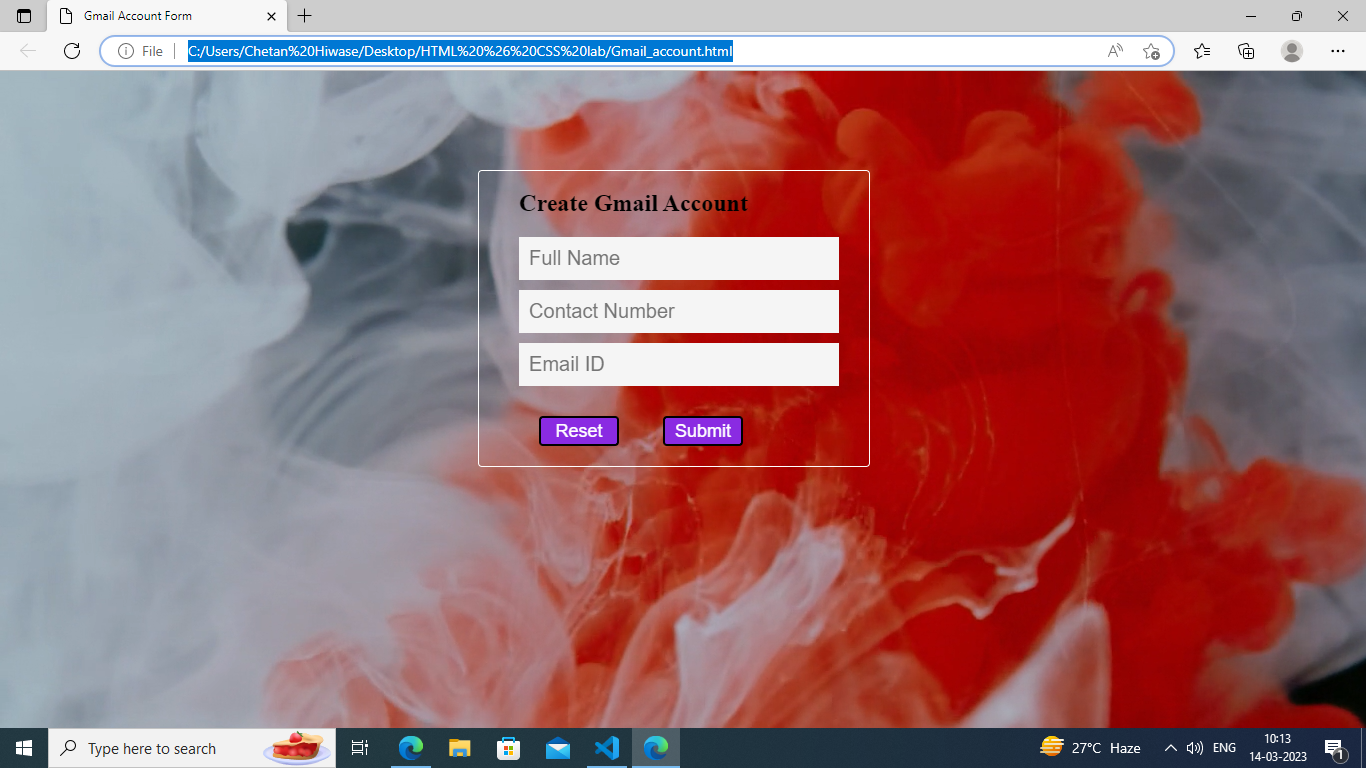 Gmail Account Form
File
C:/Users/Chetan%20Hiwase/Desktop/HTML%20%26%20CSS%20lab/Gmail_account.html
Create Gmail Account
Full Name
Contact Number
Email ID
Reset Submit
Type here to search
27°C Haze
ENG
10:13
14-03-2023
1